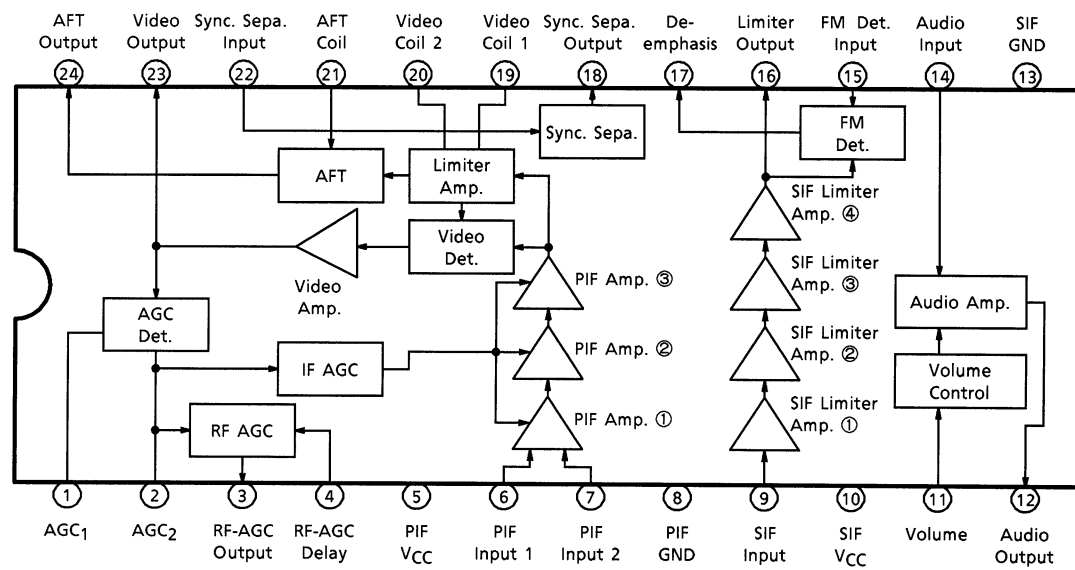 AFT
Output
Video
Output
Sync. Sepa.
Input
AFT
Coil
Video
Coil 2
Video
Coil 1
Sync. Sepa.
Output
De-
emphasis
Limiter
Output
FM Det.
Input
Audio
Input
SIF
GND
24
23
22
21
20
19
18
17
16
15
14
13
Sync. Sepa.
FM
Det.
AFT
Limiter
Amp.
SIF Limiter
Amp. ④
Video
Det.
Video
Amp.
PIF Amp. ③
SIF Limiter
Amp. ③
Audio Amp.
AGC
Det.
IF AGC
PIF Amp. ②
SIF Limiter
Amp. ②
Volume
Control
RF AGC
PIF Amp. ①
SIF Limiter
Amp. ①
1
2
3
4
5
6
7
8
9
10
11
12
AGC1
AGC2
RF-AGC
Output
RF-AGC
Delay
PIF
VCC
PIF
Input 1
PIF
Input 2
PIF
GND
SIF
Input
SIF
VCC
Volume
Audio
Output